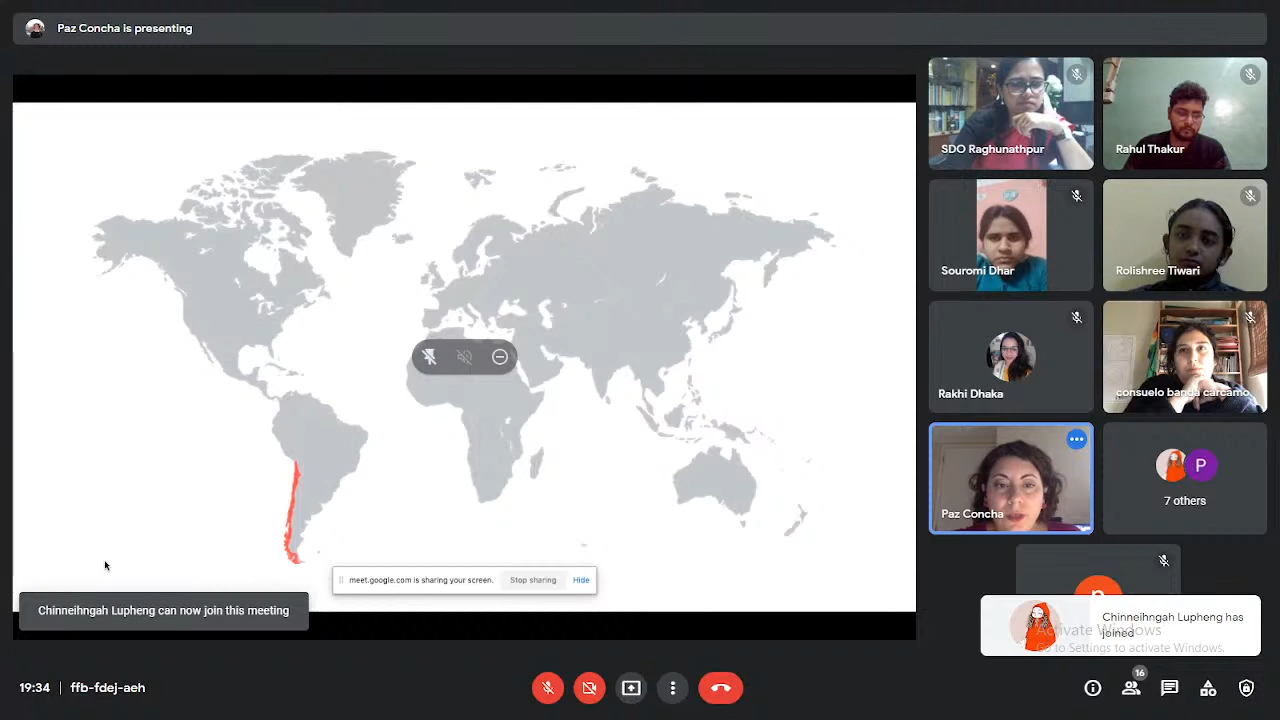 Paz Concha is presenting
SDO Raghunathpur
Rahul Thakur
Souromi Dhar
Rolishree Tiwari
Rakhi Dhaka
consuelo banda carcamo
Paz Concha
P
7 others
meet.google.com is sharing your screen.
Stop sharing
Hide
Chinneihngah Lupheng can now join this meeting
n
Chinneihngah Lupheng has
joined
Activate Windows
Go to Settings to activate Windows.
19:34 | ffb-fdej-aeh
16